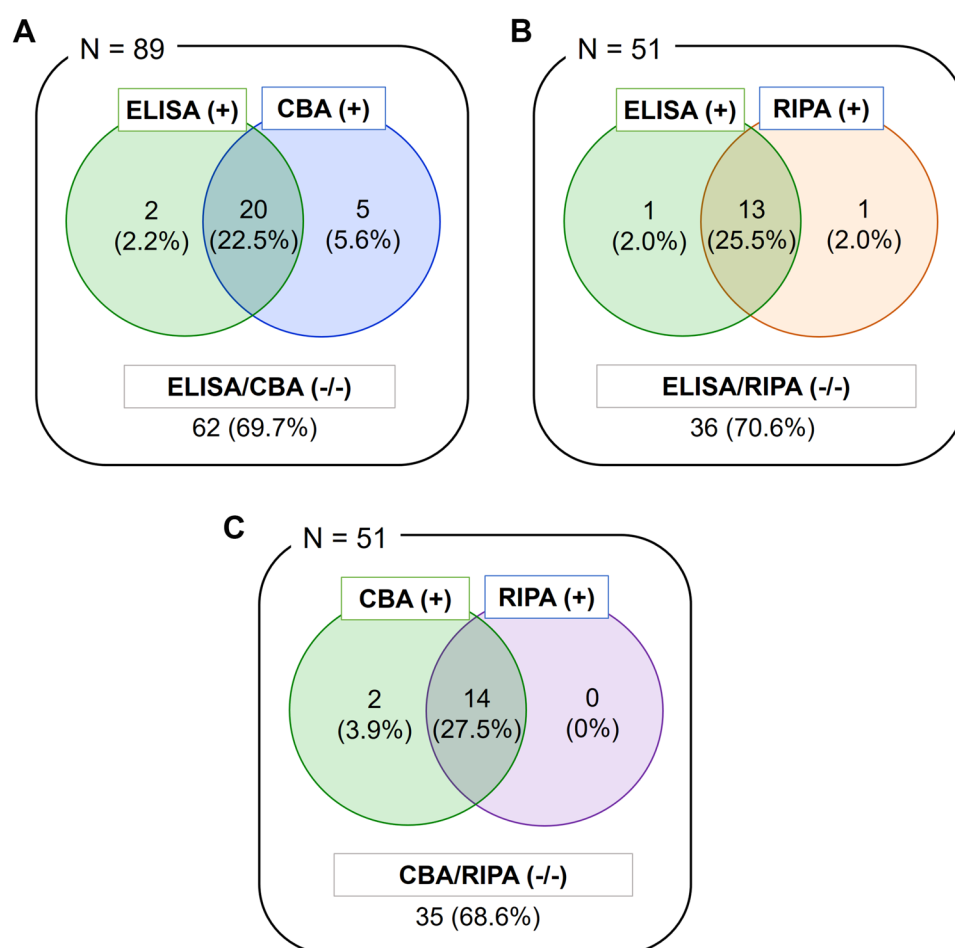 A
N = 89
ELISA (+)
CBA (+)
2
(2.2%)
20
(22.5%)
5
(5.6%)
ELISA/CBA (-/-)
62 (69.7%)
B
N = 51
ELISA (+)
RIPA (+)
1
(2.0%)
13
(25.5%)
1
(2.0%)
ELISA/RIPA (-/-)
36 (70.6%)
C
N = 51
CBA (+)
RIPA (+)
2
(3.9%)
14
(27.5%)
0
(0%)
CBA/RIPA (-/-)
35 (68.6%)